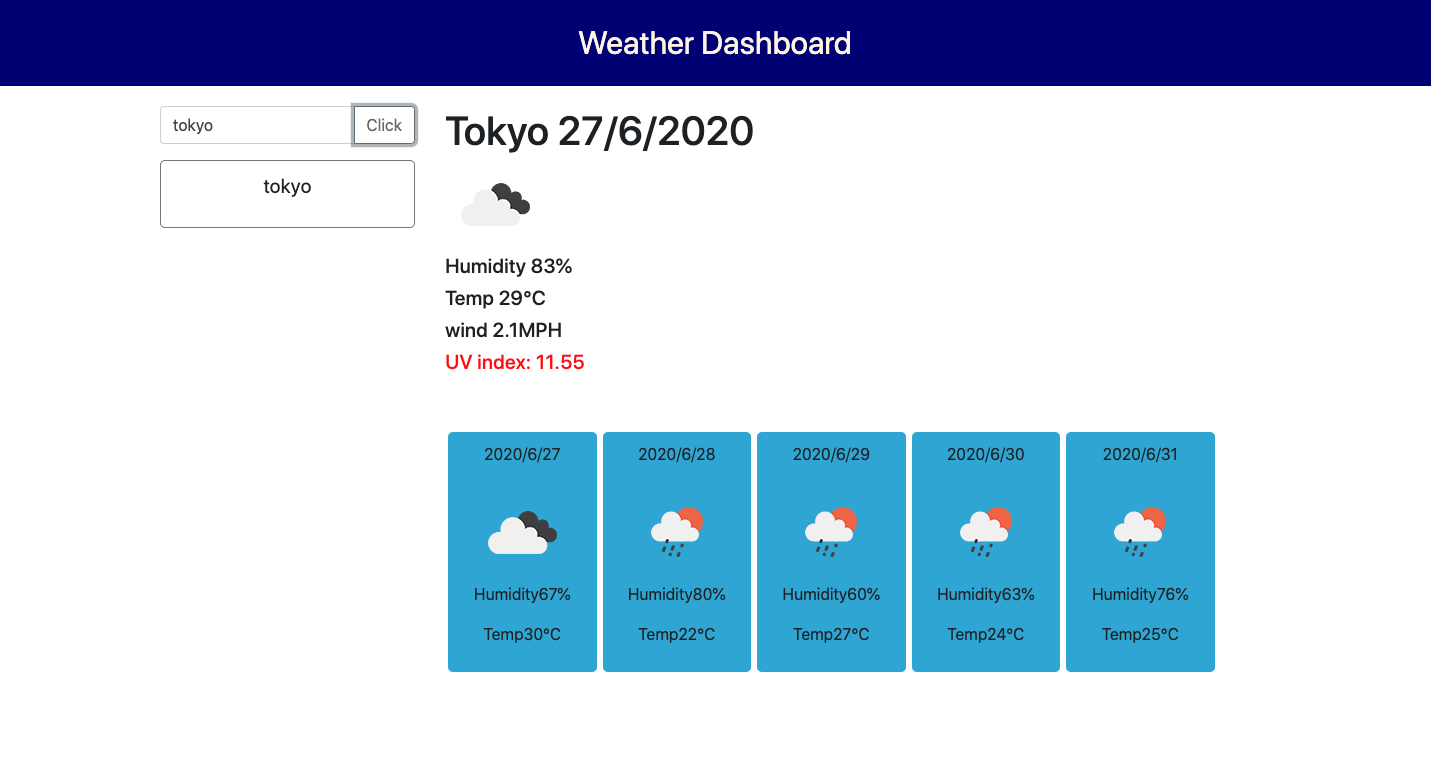 Weather Dashboard
tokyo Click
tokyo
Tokyo 27/6/2020
Humidity 83%
Temp 29°C
wind 2.1MPH
UV index: 11.55
2020/6/27 2020/6/28 2020/6/29 2020/6/30 2020/6/31
Humidity67% Humidity80% Humidity60% Humidity63% Humidity76%
Temp30°C Temp22°C Temp27°C Temp24°C Temp25°C